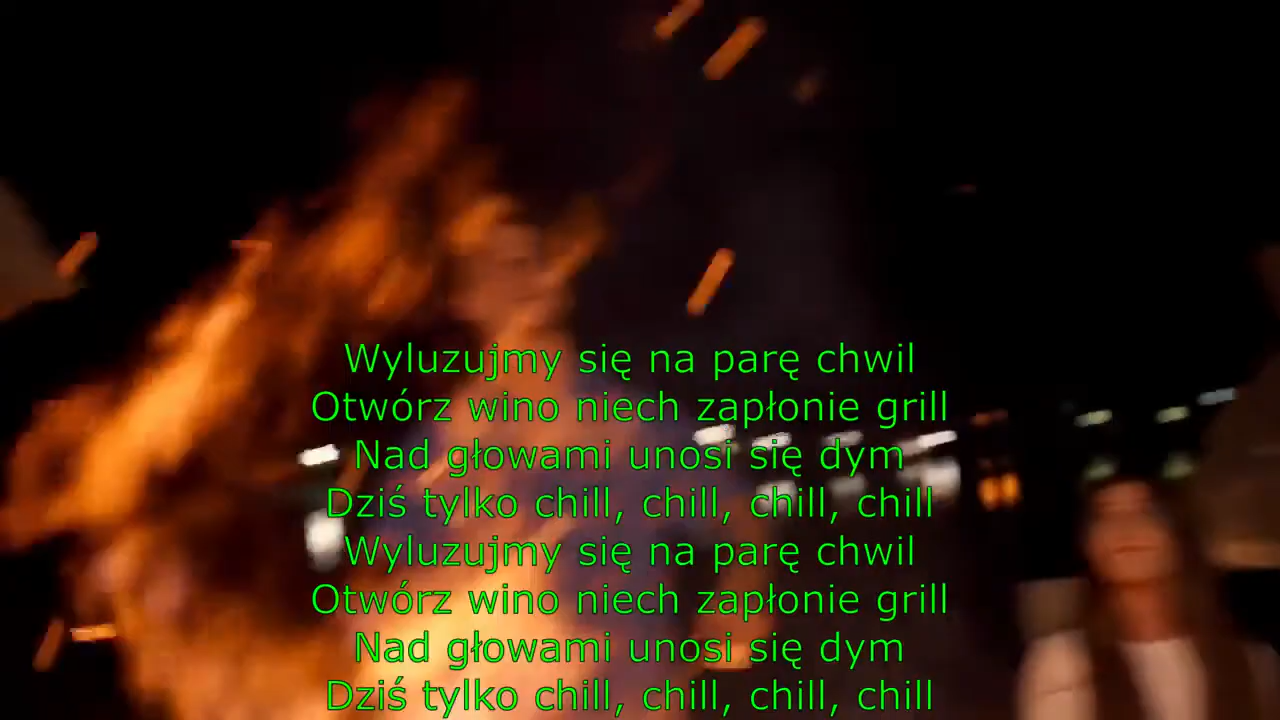 Wyluzujmy się na parę chwil
Otwórz wino niech zapłonie grill
Nad głowami unosi się dym
Dziś tylko chill, chill, chill, chill
Wyluzujmy się na parę chwil
Otwórz wino niech zapłonie grill
Nad głowami unosi się dym
Dziś tylko chill, chill, chill, chill